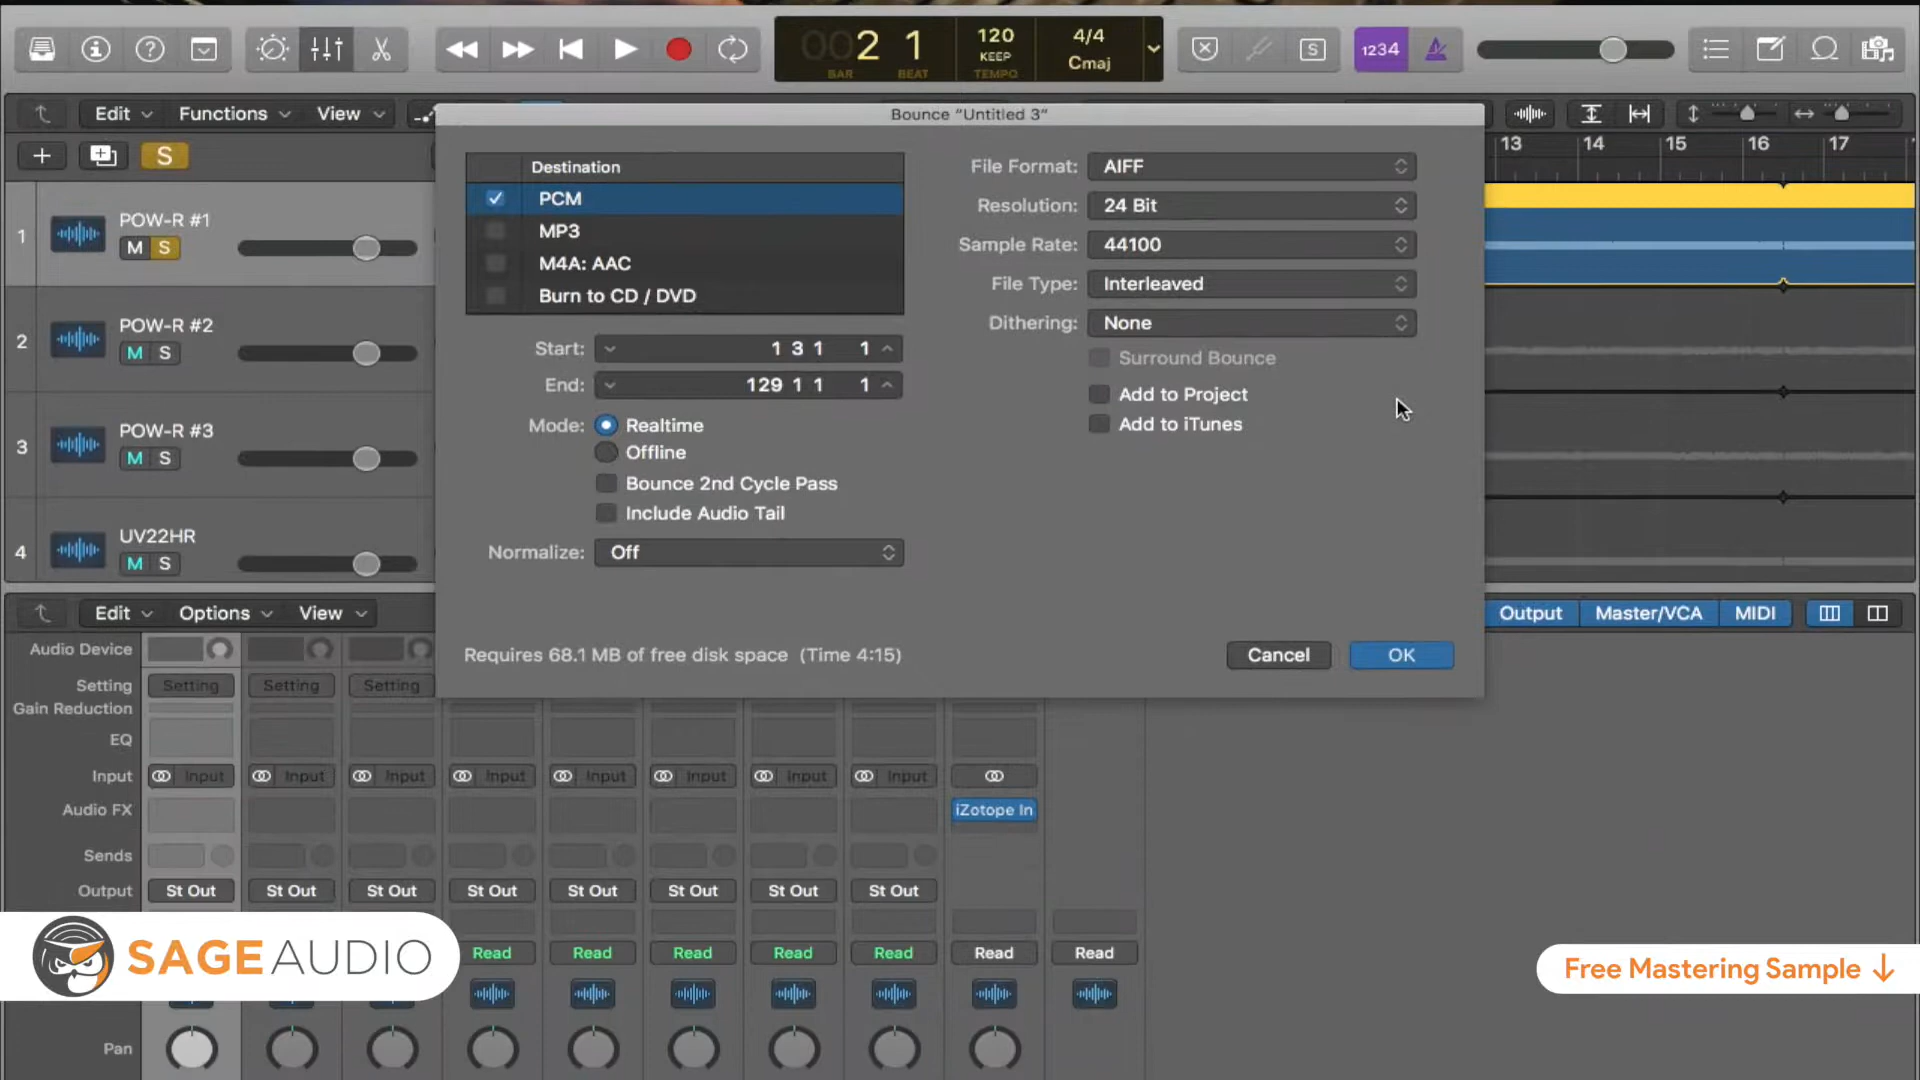 002 1
BAR BEAT
120
KEEP
TEMPO
4/4
Cmaj
S
1234
Edit
Functions
View
Bounce “Untitled 3”
13 14 15 16 17
S
1
POW-R #1
M S
2
POW-R #2
M S
3
POW-R #3
M S
4
UV22HR
M S
Destination
PCM
MP3
M4A: AAC
Burn to CD / DVD
Start: 1 3 1 1
End: 129 1 1 1
Mode: Realtime
Offline
Bounce 2nd Cycle Pass
Include Audio Tail
Normalize: Off
File Format: AIFF
Resolution: 24 Bit
Sample Rate: 44100
File Type: Interleaved
Dithering: None
Surround Bounce
Add to Project
Add to iTunes
Requires 68.1 MB of free disk space (Time 4:15)
Cancel
OK
Edit
Options
View
Output
Master/VCA
MIDI
Audio Device
Setting Setting Setting Setting
Gain Reduction
EQ
Input Input Input Input Input Input Input Input Input
Audio FX iZotope In
Sends
Output St Out St Out St Out St Out St Out St Out St Out St Out
Read Read Read Read Read Read Read
SAGE AUDIO
Free Mastering Sample ↓
Pan